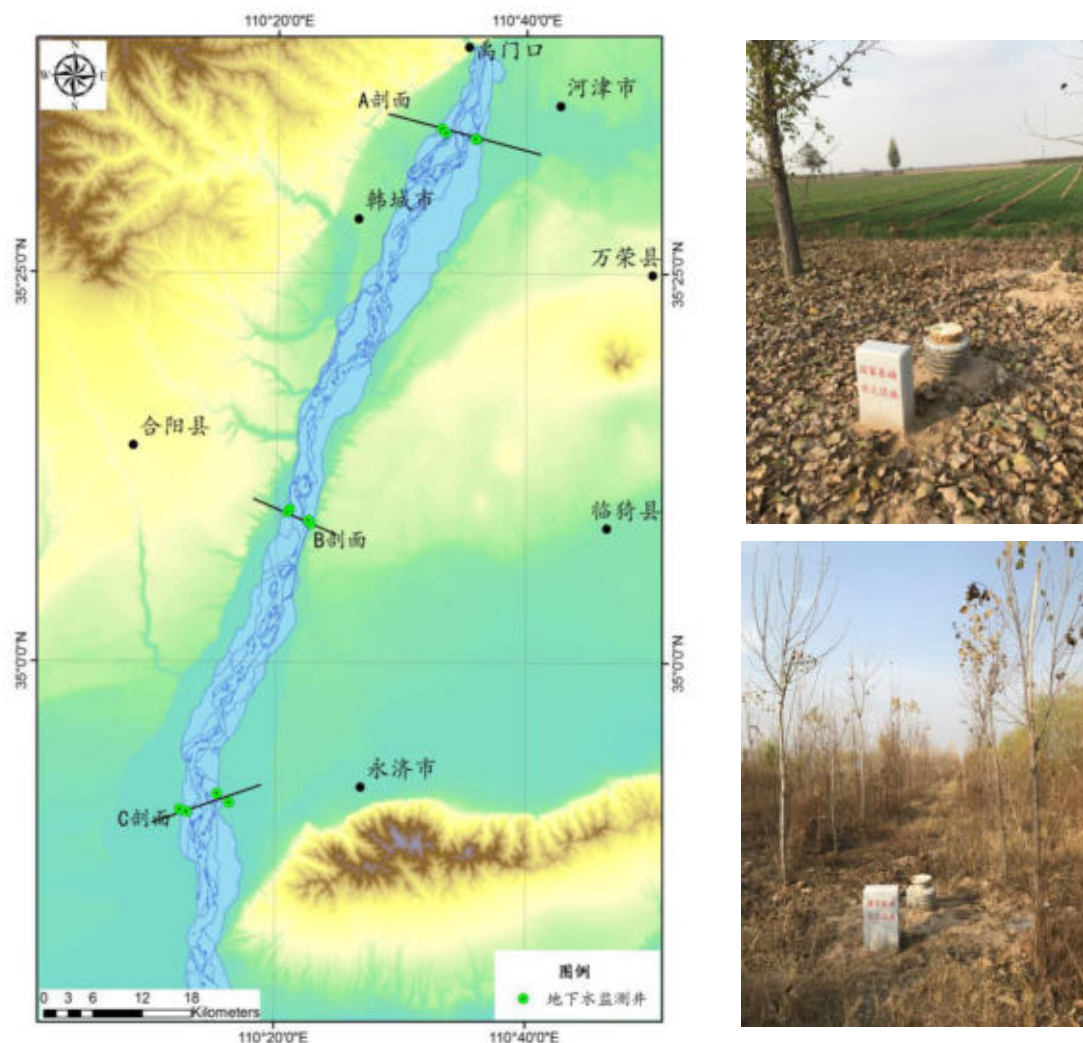 110°20'0"E
110°40'0"E
N
W
E
S
禹门口
河津市
A剖面
韩城市
万荣县
35°25'0"N
35°25'0"N
合阳县
临猗县
B剖面
35°0'0"N
35°0'0"N
永济市
C剖面
图例
地下水监测井
0 3 6 12 18
Kilometers
110°20'0"E
110°40'0"E